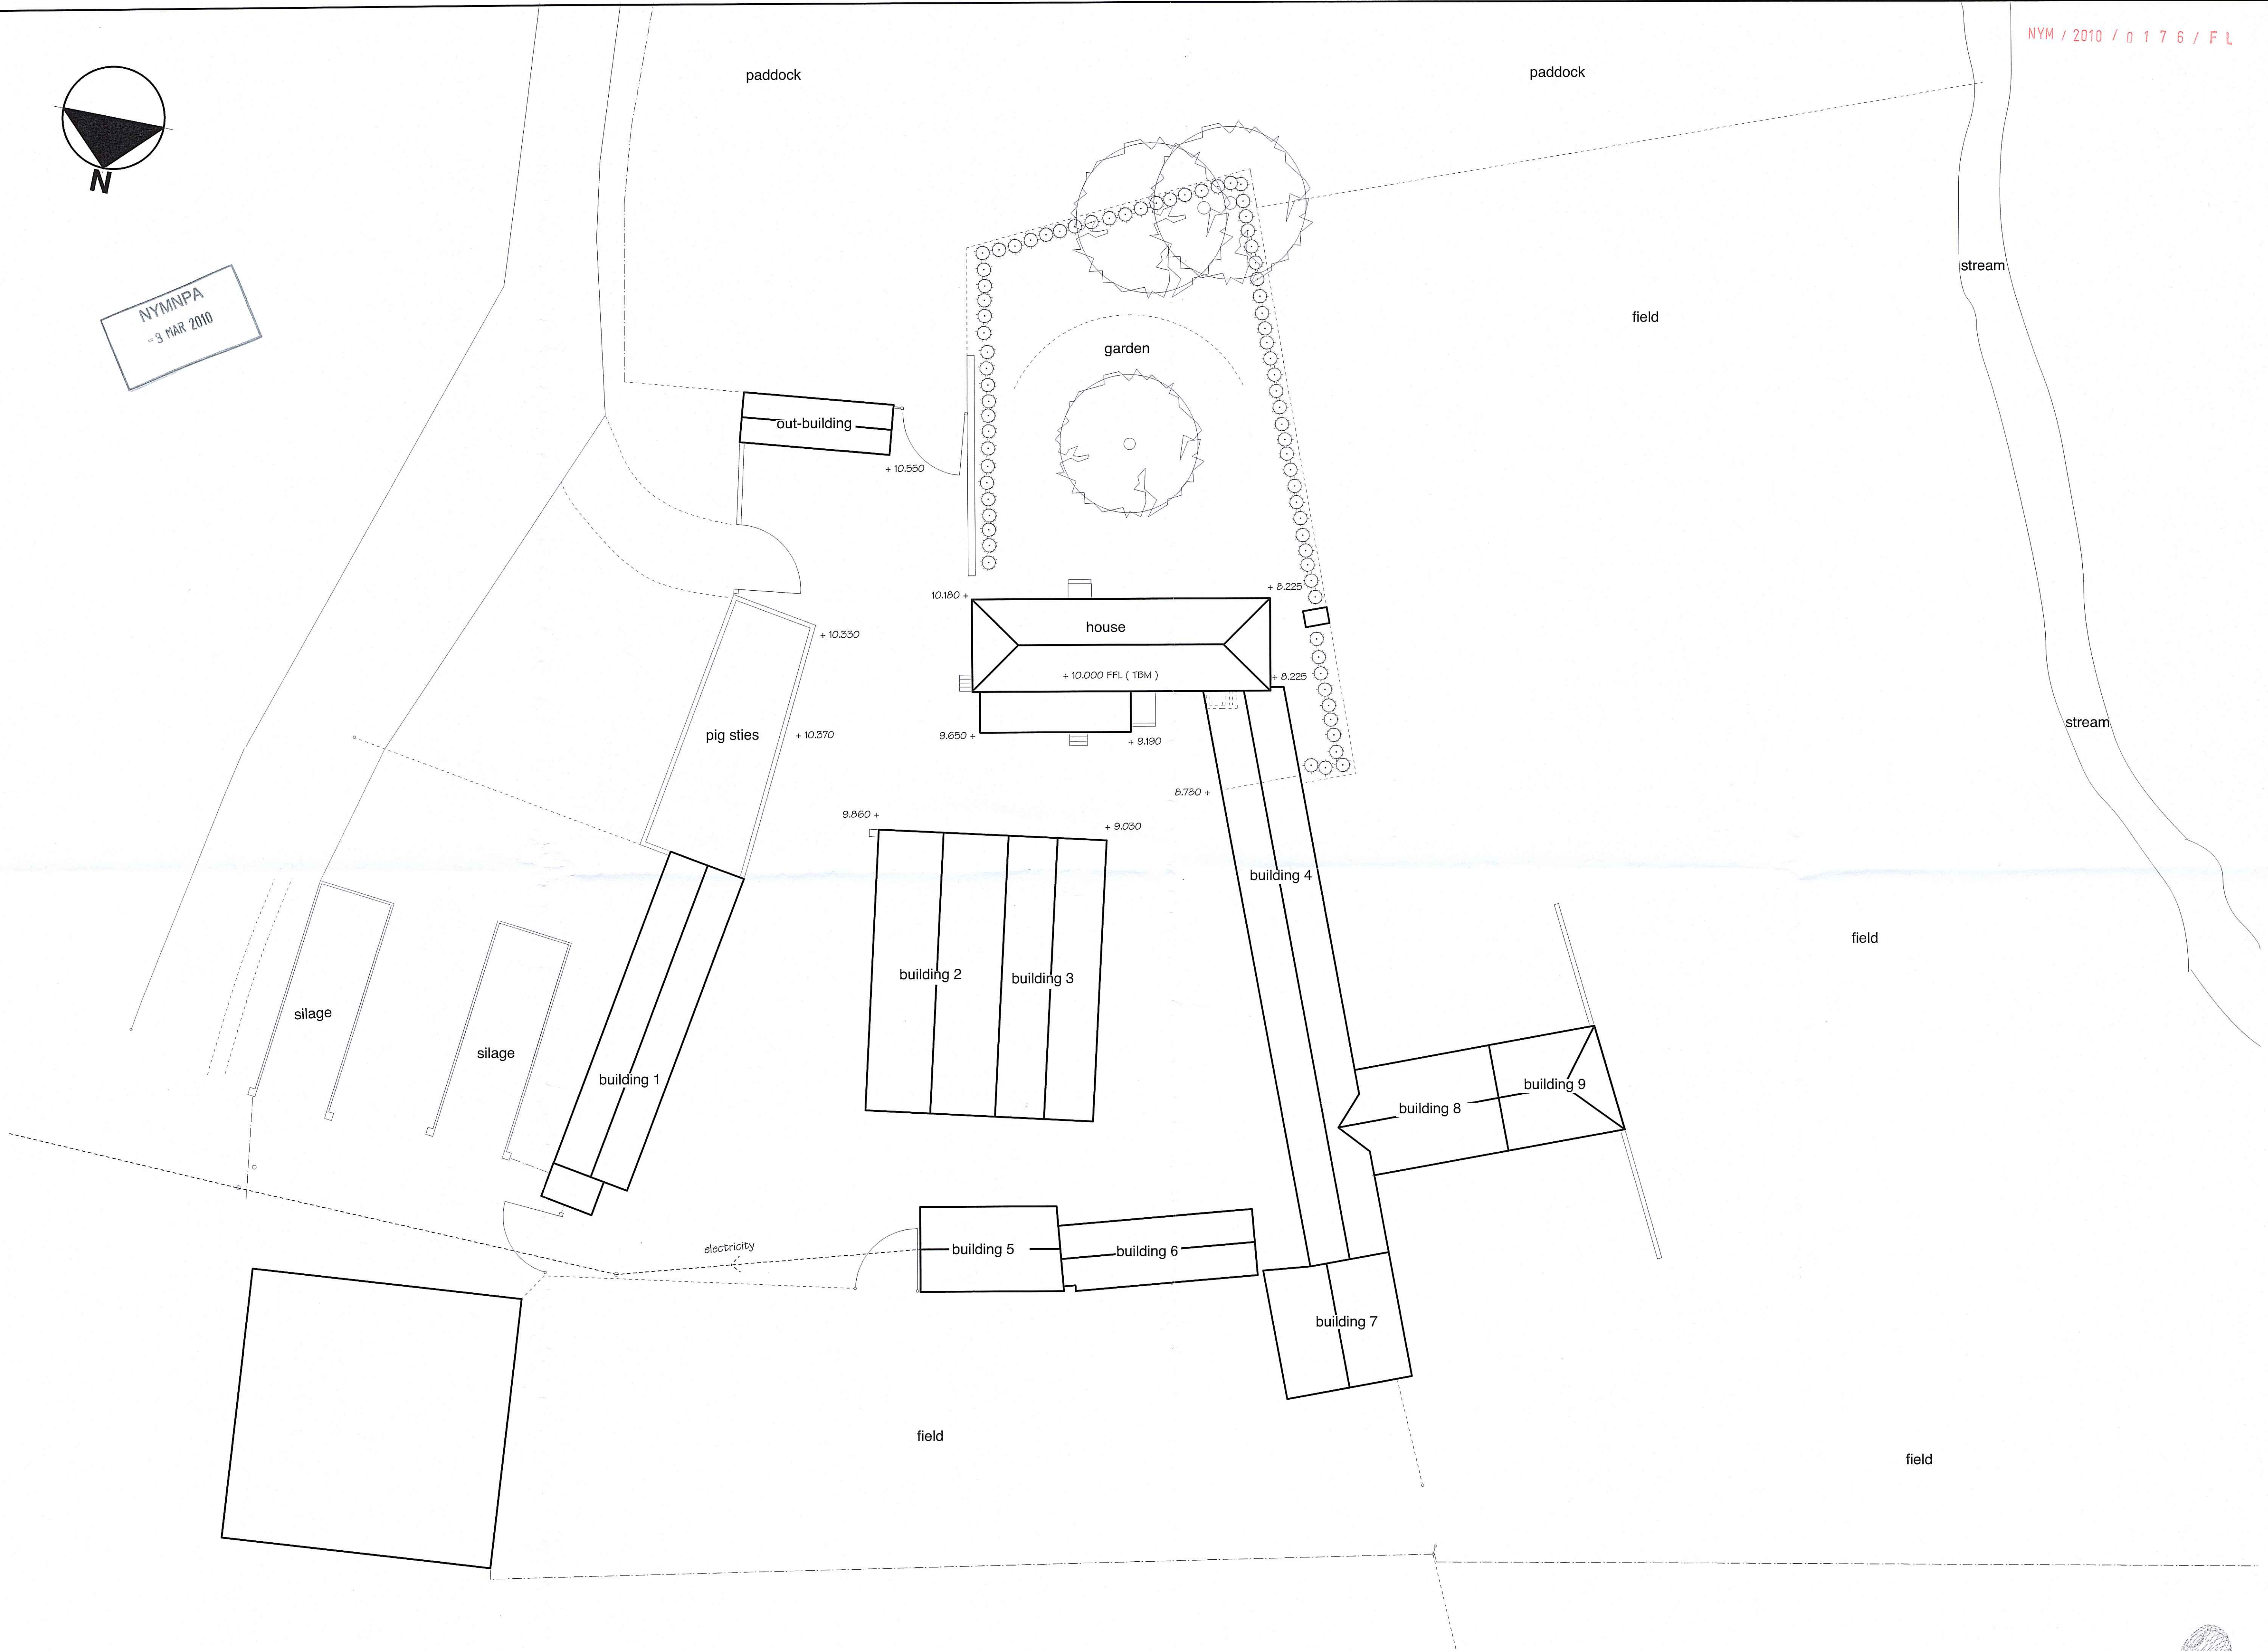 NYM / 2010 / 0 1 7 6 / F L
paddock
paddock
N
stream
NYMNPA
-3 MAR 2010
field
garden
out-building
+ 10.550
10.180 +
+ 8.225
house
+ 10.330
+ 10.000 FFL ( TBM )
+ 8.225
stream
pig sties
+ 10.370
9.650 +
+ 9.190
8.780 +
9.860 +
+ 9.030
building 4
field
building 2
building 3
silage
silage
building 1
building 9
building 8
electricity
building 5
building 6
building 7
field
field